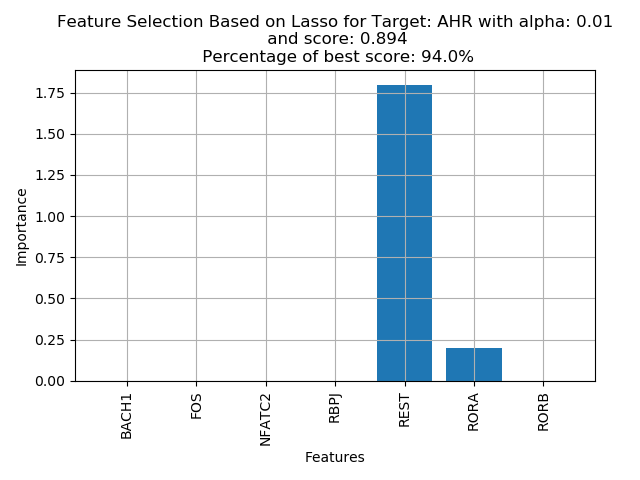 Feature Selection Based on Lasso for Target: AHR with alpha: 0.01
and score: 0.894
Percentage of best score: 94.0%
Importance
1.75
1.50
1.25
1.00
0.75
0.50
0.25
0.00
BACH1
FOS
NFATC2
RBPJ
REST
RORA
RORB
Features